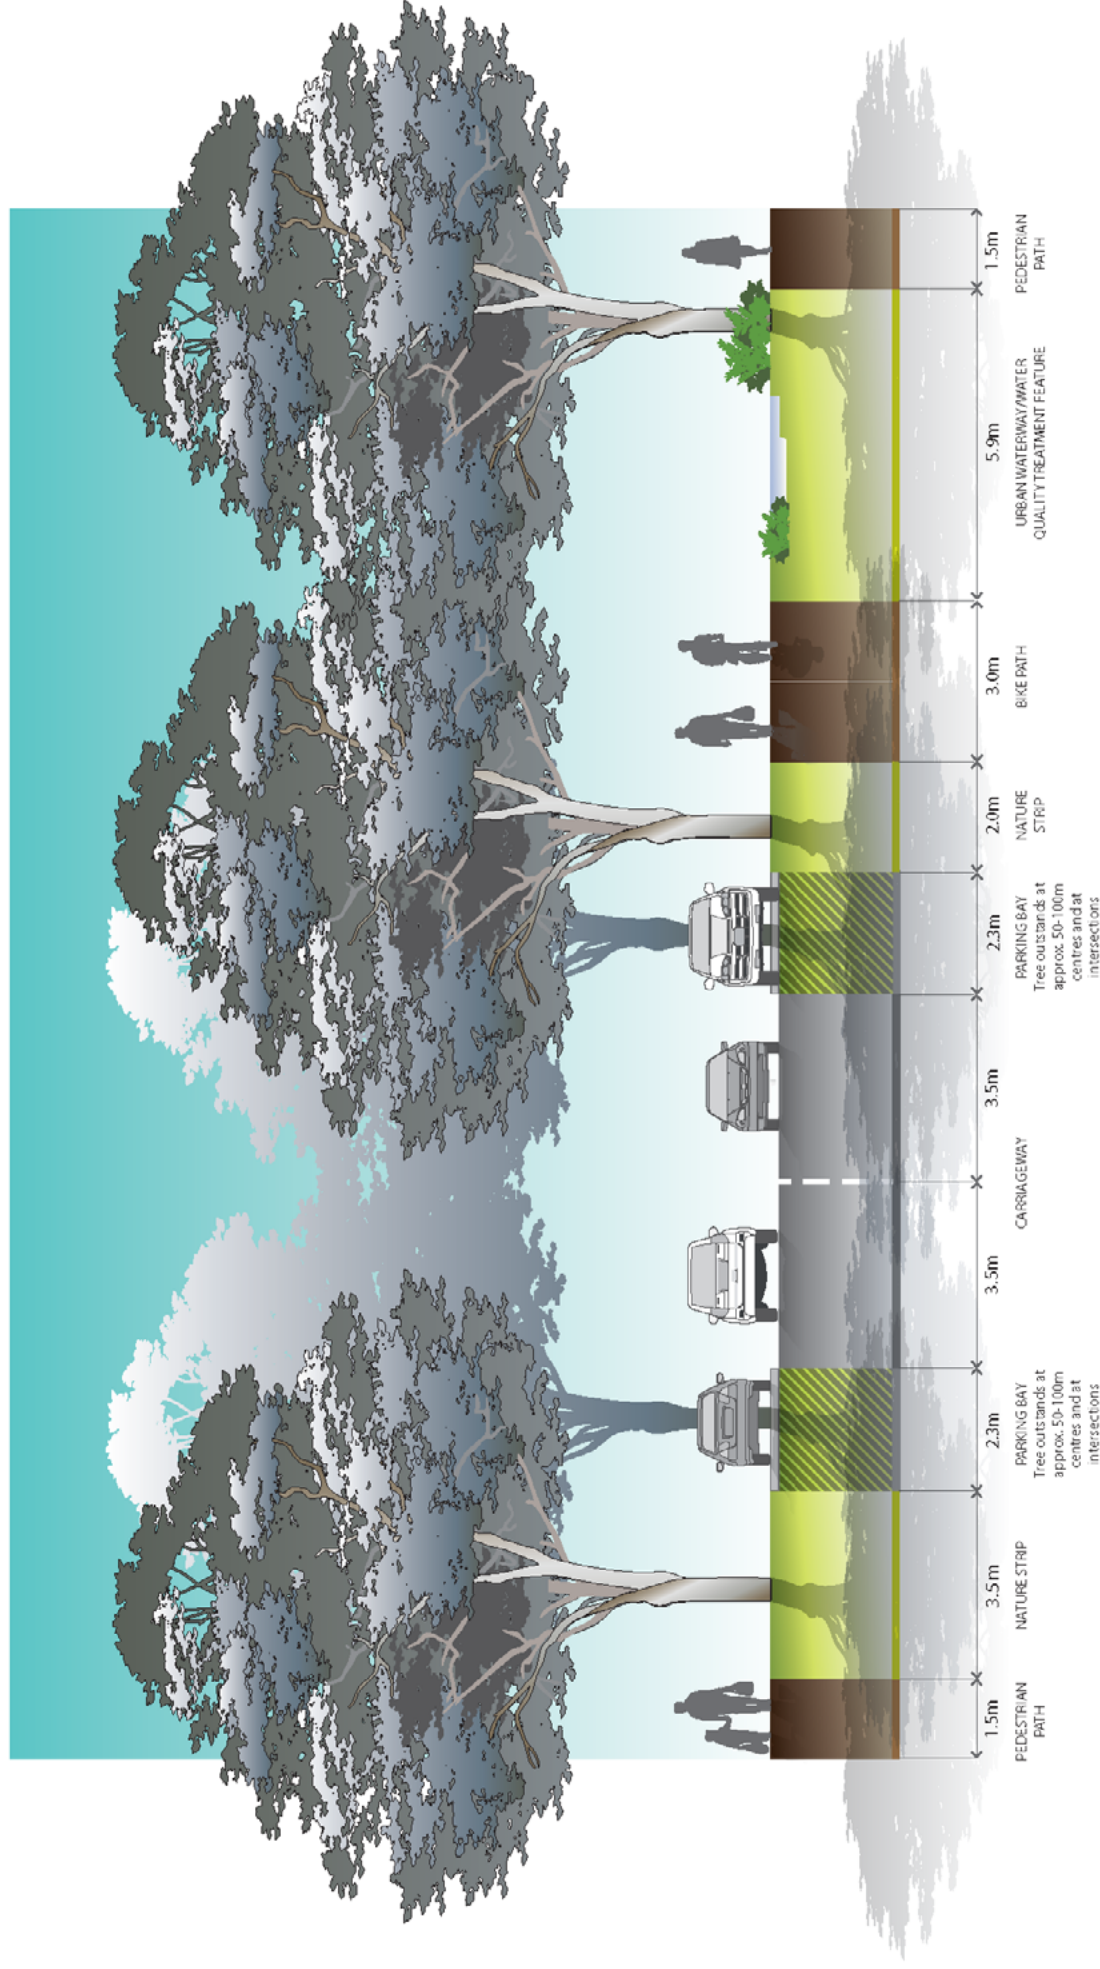 1.5m
PEDESTRIAN
PATH
3.5m
NATURE STRIP
2.3m
PARKING BAY
Tree outstands at
approx. 50-100m
centres and at
intersections
3.5m
CARRIAGEWAY
3.5m
2.3m
PARKING BAY
Tree outstands at
approx. 50-100m
centres and at
intersections
2.0m
NATURE
STRIP
3.0m
BIKE PATH
5.9m
URBAN WATERWAY/WATER
QUALITY TREATMENT FEATURE
1.5m
PEDESTRIAN
PATH